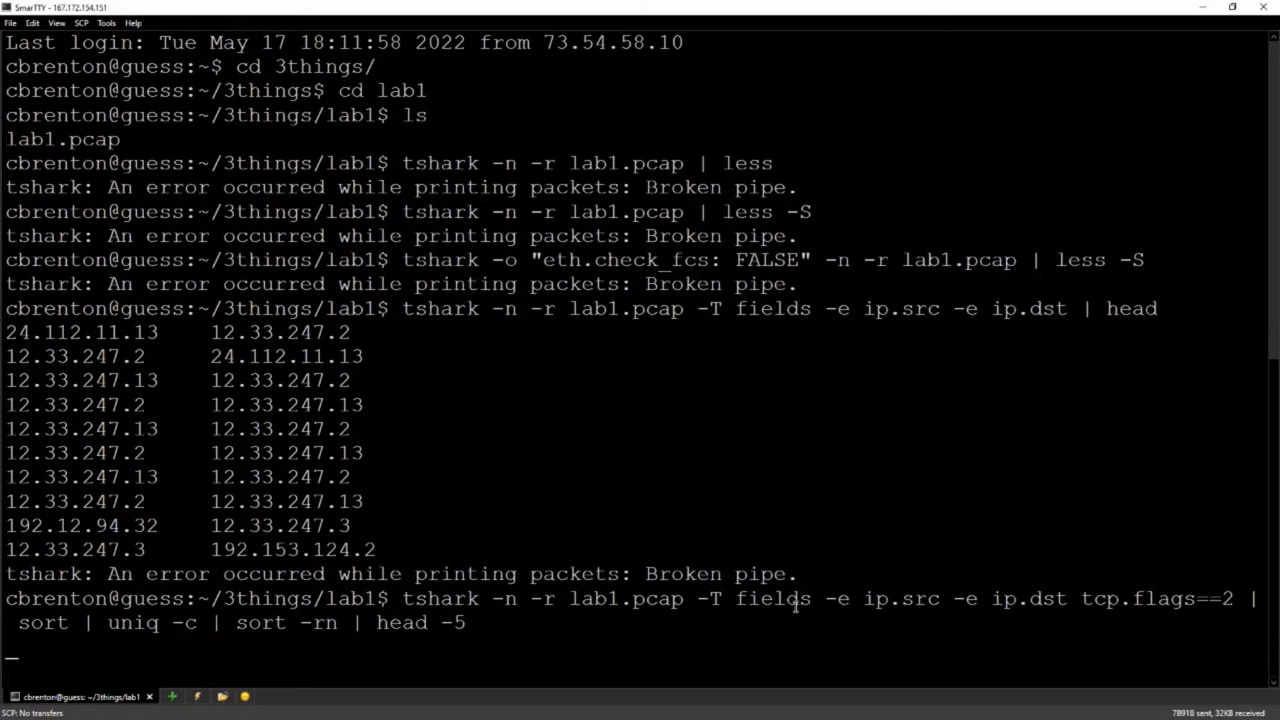 SmarTTY - 167.172.154.151
File Edit View SCP Tools Help
Last login: Tue May 17 18:11:58 2022 from 73.54.58.10
cbrenton@guess:~$ cd 3things/
cbrenton@guess:~/3things$ cd lab1
cbrenton@guess:~/3things/lab1$ ls
lab1.pcap
cbrenton@guess:~/3things/lab1$ tshark -n -r lab1.pcap | less
tshark: An error occurred while printing packets: Broken pipe.
cbrenton@guess:~/3things/lab1$ tshark -n -r lab1.pcap | less -S
tshark: An error occurred while printing packets: Broken pipe.
cbrenton@guess:~/3things/lab1$ tshark -o "eth.check_fcs: FALSE" -n -r lab1.pcap | less -S
tshark: An error occurred while printing packets: Broken pipe.
cbrenton@guess:~/3things/lab1$ tshark -n -r lab1.pcap -T fields -e ip.src -e ip.dst | head
24.112.11.13 12.33.247.2
12.33.247.2 24.112.11.13
12.33.247.13 12.33.247.2
12.33.247.2 12.33.247.13
12.33.247.13 12.33.247.2
12.33.247.2 12.33.247.13
12.33.247.13 12.33.247.2
12.33.247.2 12.33.247.13
192.12.94.32 12.33.247.3
12.33.247.3 192.153.124.2
tshark: An error occurred while printing packets: Broken pipe.
cbrenton@guess:~/3things/lab1$ tshark -n -r lab1.pcap -T fields -e ip.src -e ip.dst tcp.flags==2 |
sort | uniq -c | sort -rn | head -5
cbrenton@guess: ~/3things/lab1
SCP: No transfers 7891B sent, 32KB received